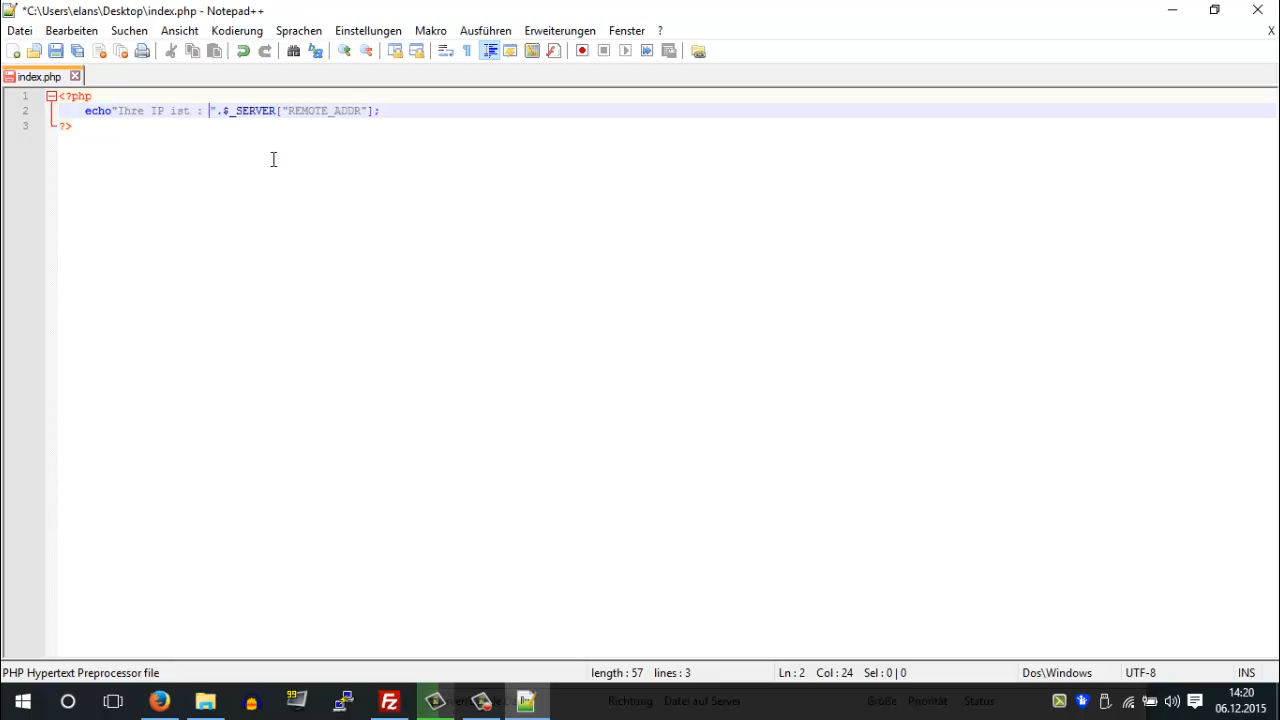 *C:\Users\elans\Desktop\index.php - Notepad++
Datei Bearbeiten Suchen Ansicht Kodierung Sprachen Einstellungen Makro Ausführen Erweiterungen Fenster ? X
index.php
1 <?php
2 echo"Ihre IP ist : ".$_SERVER["REMOTE_ADDR"];
3 ?>
PHP Hypertext Preprocessor file length : 57 lines : 3 Ln : 2 Col : 24 Sel : 0 | 0 Dos\Windows UTF-8 INS
99 Fz Richtung Datei auf Server Größe Priorität Status 14:20
06.12.2015